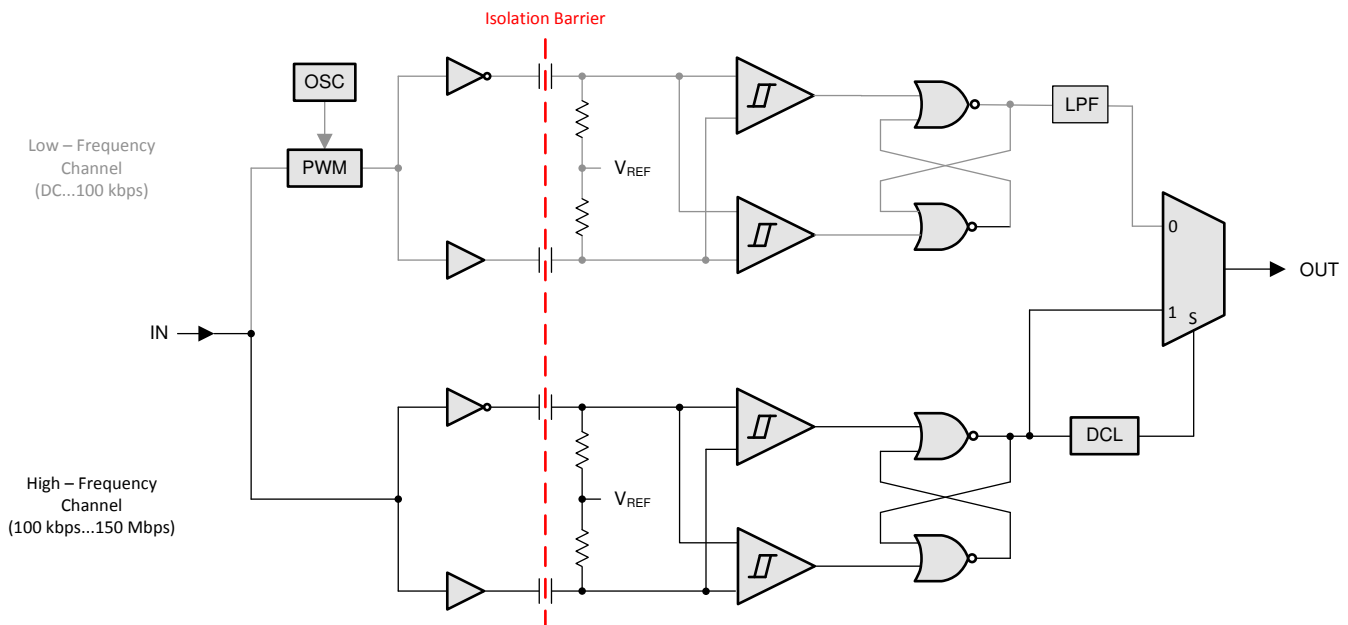 Isolation Barrier
OSC
Low – Frequency
Channel
(DC...100 kbps)
PWM
VREF
LPF
0
OUT
1
S
IN
High – Frequency
Channel
(100 kbps...150 Mbps)
VREF
DCL